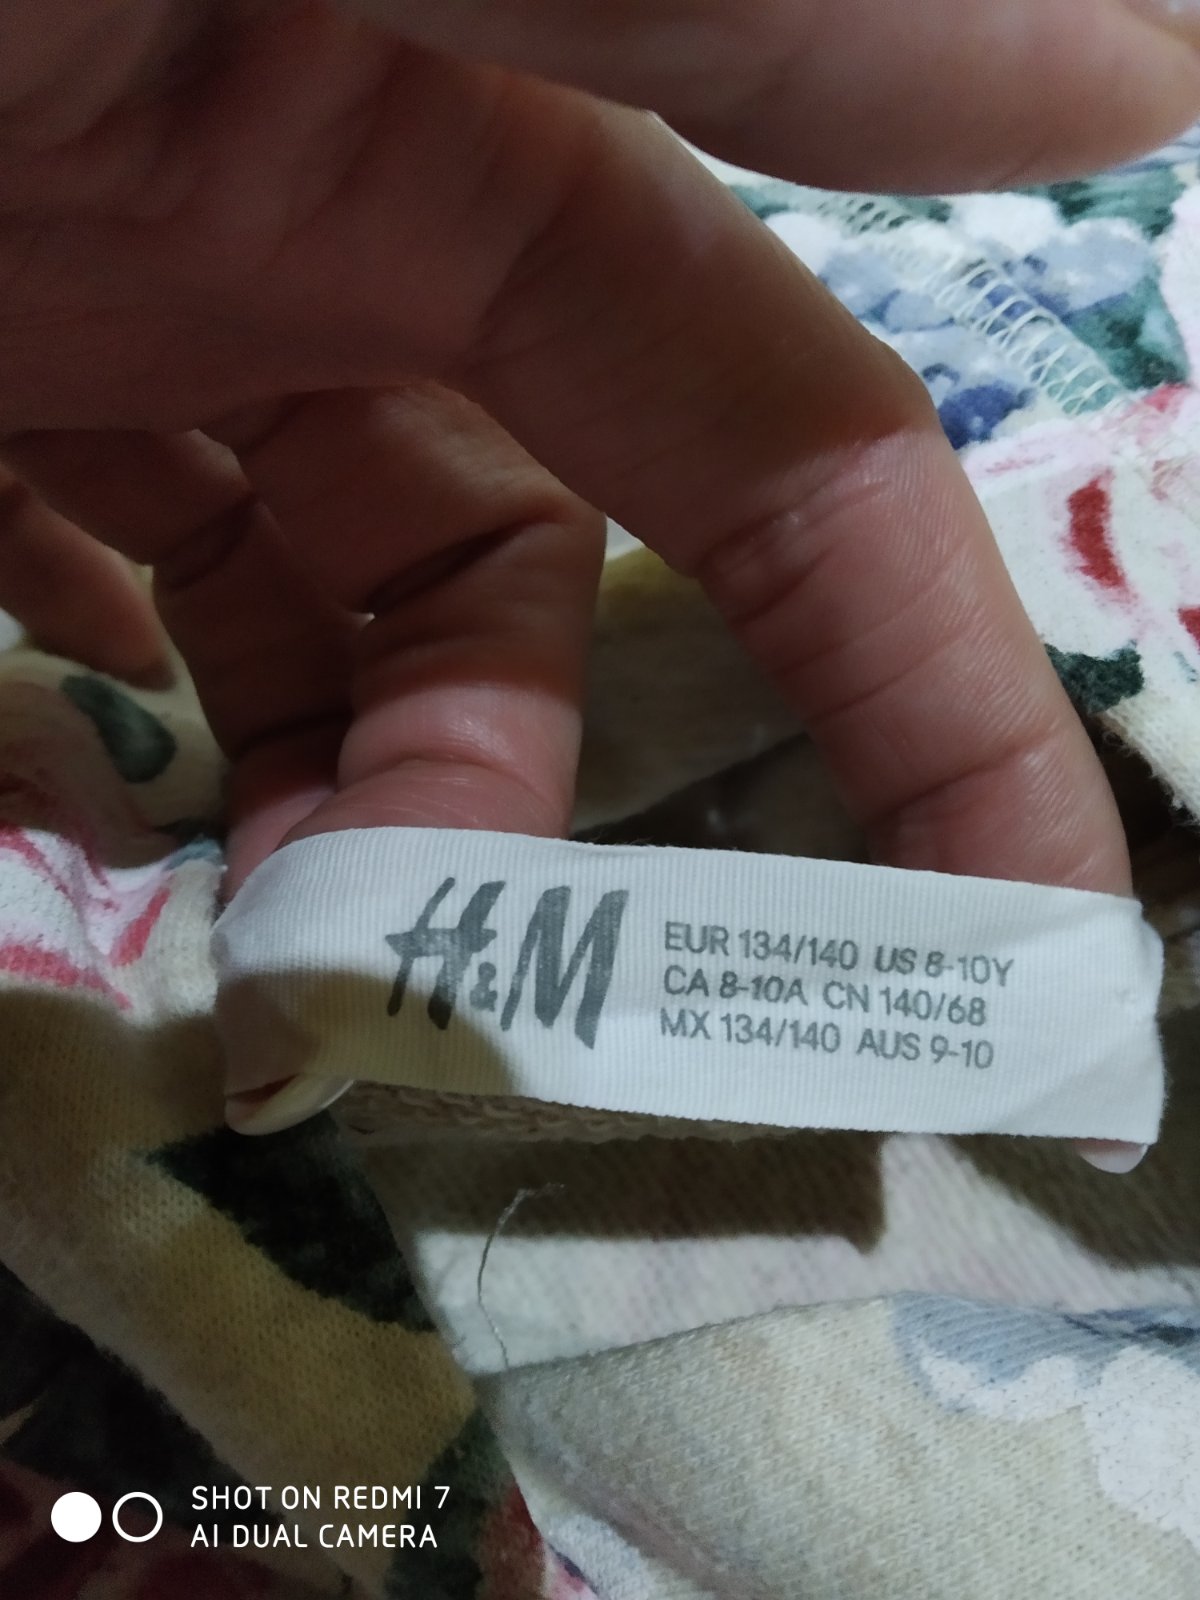 H&M
EUR 134/140 US 8-10Y
CA 8-10A CN 140/68
MX 134/140 AUS 9-10
SHOT ON REDMI 7
AI DUAL CAMERA